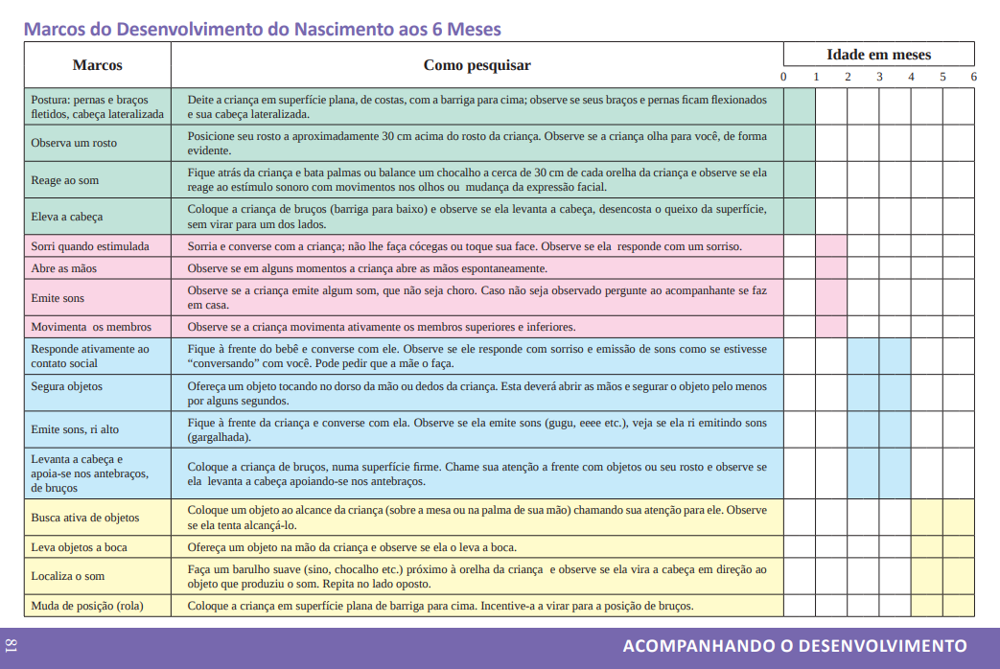 Marcos do Desenvolvimento do Nascimento aos 6 Meses
Marcos
Como pesquisar
Idade em meses
0 1 2 3 4 5 6
Postura: pernas e braços
fletidos, cabeça lateralizada
Deite a criança em superfície plana, de costas, com a barriga para cima; observe se seus braços e pernas ficam flexionados
e sua cabeça lateralizada.
Observa um rosto
Posicione seu rosto a aproximadamente 30 cm acima do rosto da criança. Observe se a criança olha para você, de forma
evidente.
Reage ao som
Fique atrás da criança e bata palmas ou balance um chocalho a cerca de 30 cm de cada orelha da criança e observe se ela
reage ao estímulo sonoro com movimentos nos olhos ou mudança da expressão facial.
Eleva a cabeça
Coloque a criança de bruços (barriga para baixo) e observe se ela levanta a cabeça, desencosta o queixo da superfície,
sem virar para um dos lados.
Sorri quando estimulada
Sorria e converse com a criança; não lhe faça cócegas ou toque sua face. Observe se ela responde com um sorriso.
Abre as mãos
Observe se em alguns momentos a criança abre as mãos espontaneamente.
Emite sons
Observe se a criança emite algum som, que não seja choro. Caso não seja observado pergunte ao acompanhante se faz
em casa.
Movimenta os membros
Observe se a criança movimenta ativamente os membros superiores e inferiores.
Responde ativamente ao
contato social
Fique à frente do bebê e converse com ele. Observe se ele responde com sorriso e emissão de sons como se estivesse
“conversando” com você. Pode pedir que a mãe o faça.
Segura objetos
Ofereça um objeto tocando no dorso da mão ou dedos da criança. Esta deverá abrir as mãos e segurar o objeto pelo menos
por alguns segundos.
Emite sons, ri alto
Fique à frente da criança e converse com ela. Observe se ela emite sons (gugu, eeee etc.), veja se ela ri emitindo sons
(gargalhada).
Levanta a cabeça e
apoia-se nos antebraços,
de bruços
Coloque a criança de bruços, numa superfície firme. Chame sua atenção a frente com objetos ou seu rosto e observe se
ela levanta a cabeça apoiando-se nos antebraços.
Busca ativa de objetos
Coloque um objeto ao alcance da criança (sobre a mesa ou na palma de sua mão) chamando sua atenção para ele. Observe
se ela tenta alcançá-lo.
Leva objetos a boca
Ofereça um objeto na mão da criança e observe se ela o leva a boca.
Localiza o som
Faça um barulho suave (sino, chocalho etc.) próximo à orelha da criança e observe se ela vira a cabeça em direção ao
objeto que produziu o som. Repita no lado oposto.
Muda de posição (rola)
Coloque a criança em superfície plana de barriga para cima. Incentive-a a virar para a posição de bruços.
81
ACOMPANHANDO O DESENVOLVIMENTO